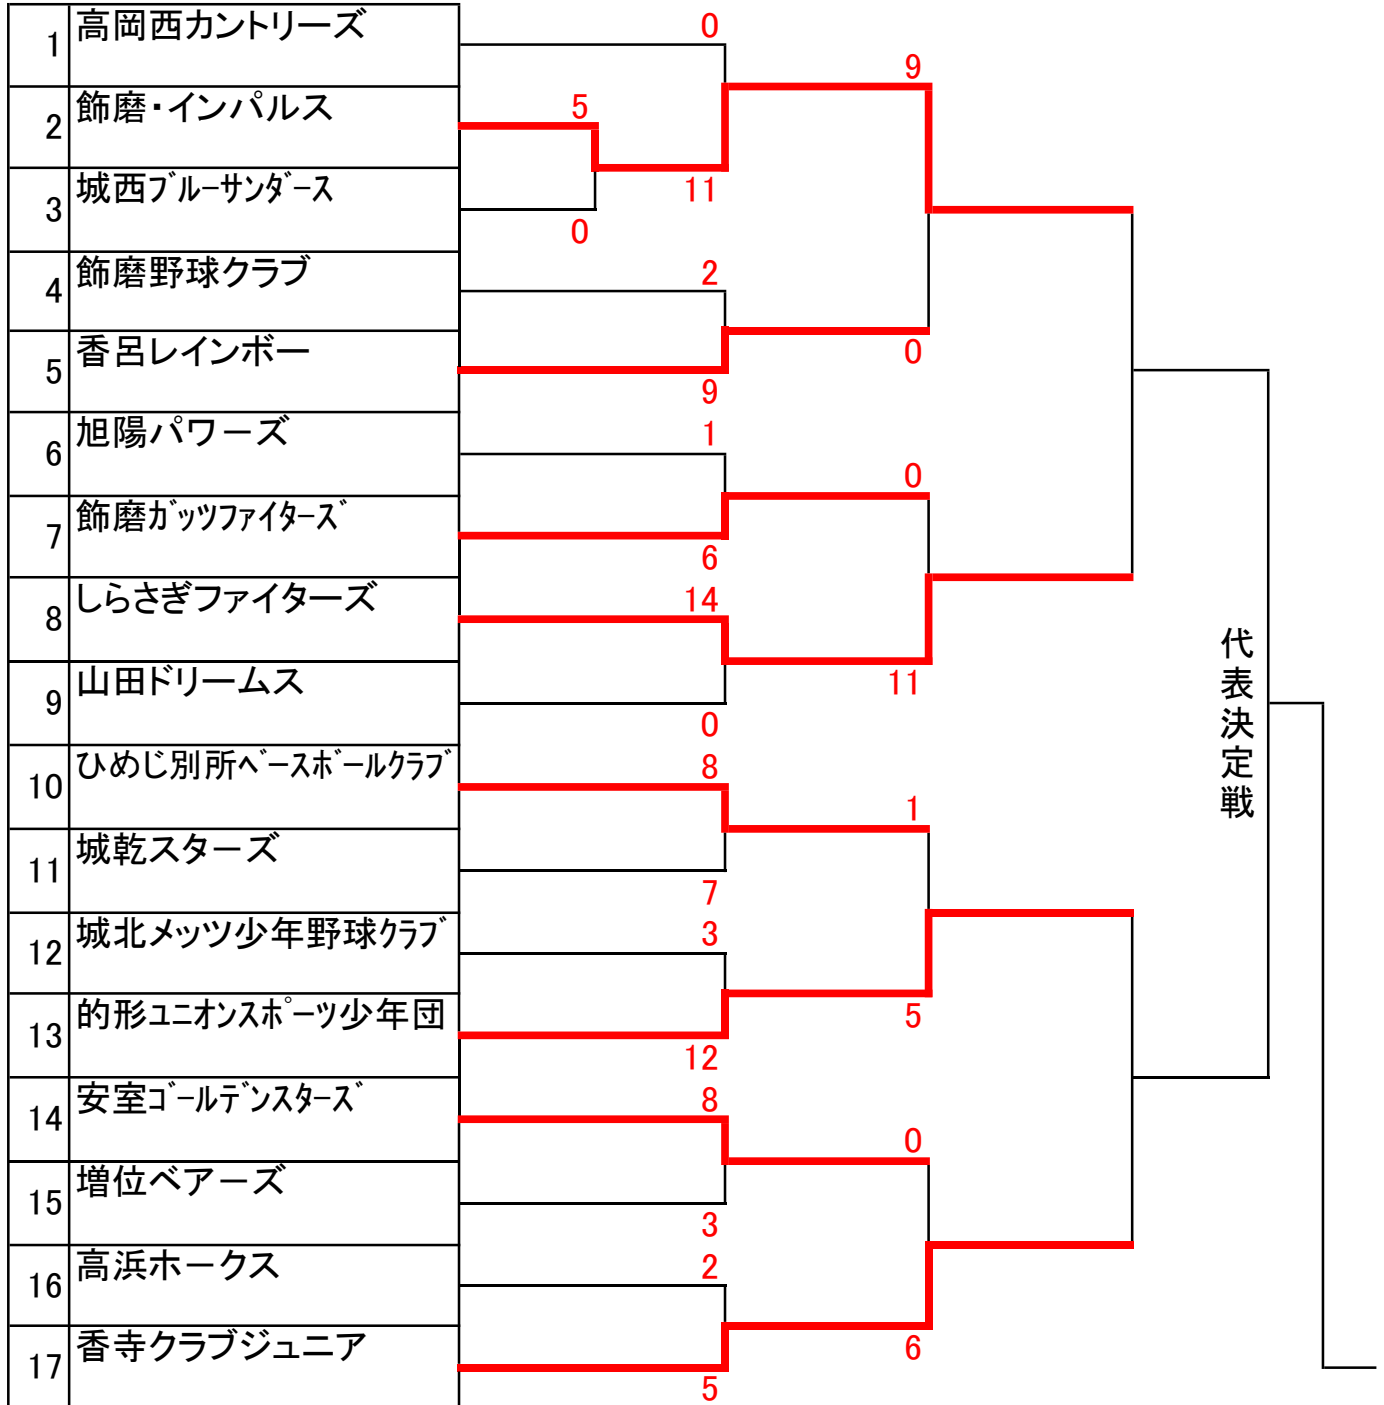 1 高岡西カントリーズ
0
9
2 飾磨・インパルス
5
3 城西ﾌﾞﾙｰｻﾝﾀﾞｰｽ
11
0
4 飾磨野球クラブ
2
5 香呂レインボー
0
9
6 旭陽パワーズ
1
0
7 飾磨ｶﾞｯﾂﾌｧｲﾀｰｽﾞ
6
8 しらさぎファイターズ
14
9 山田ドリームス
11
0
10 ひめじ別所ﾍﾞｰｽﾎﾞｰﾙｸﾗﾌﾞ
8
1
11 城乾スターズ
7
12 城北メッツ少年野球ｸﾗﾌﾞ
3
13 的形ﾕﾆｵﾝｽﾎﾟｰﾂ少年団
5
12
14 安室ｺﾞｰﾙﾃﾞﾝｽﾀｰｽﾞ
8
0
15 増位ベアーズ
3
16 高浜ホークス
2
17 香寺クラブジュニア
6
5
代表決定戦